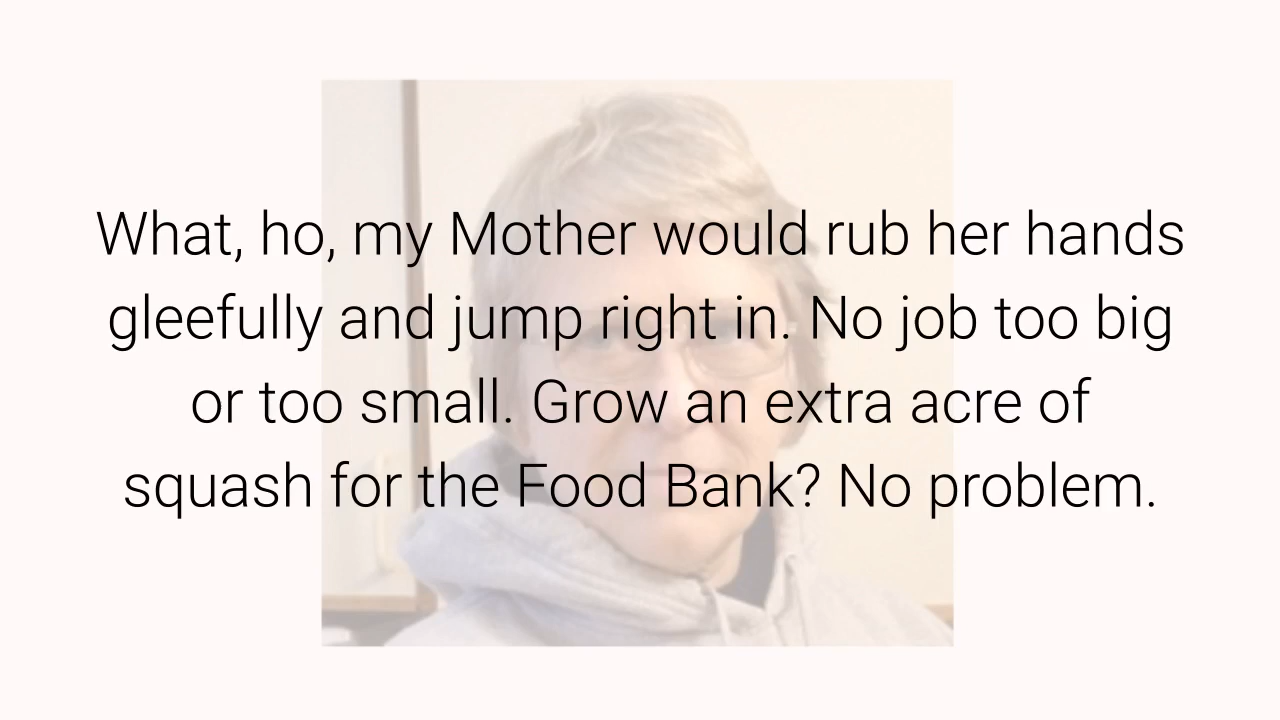 What, ho, my Mother would rub her hands
gleefully and jump right in. No job too big
or too small. Grow an extra acre of
squash for the Food Bank? No problem.